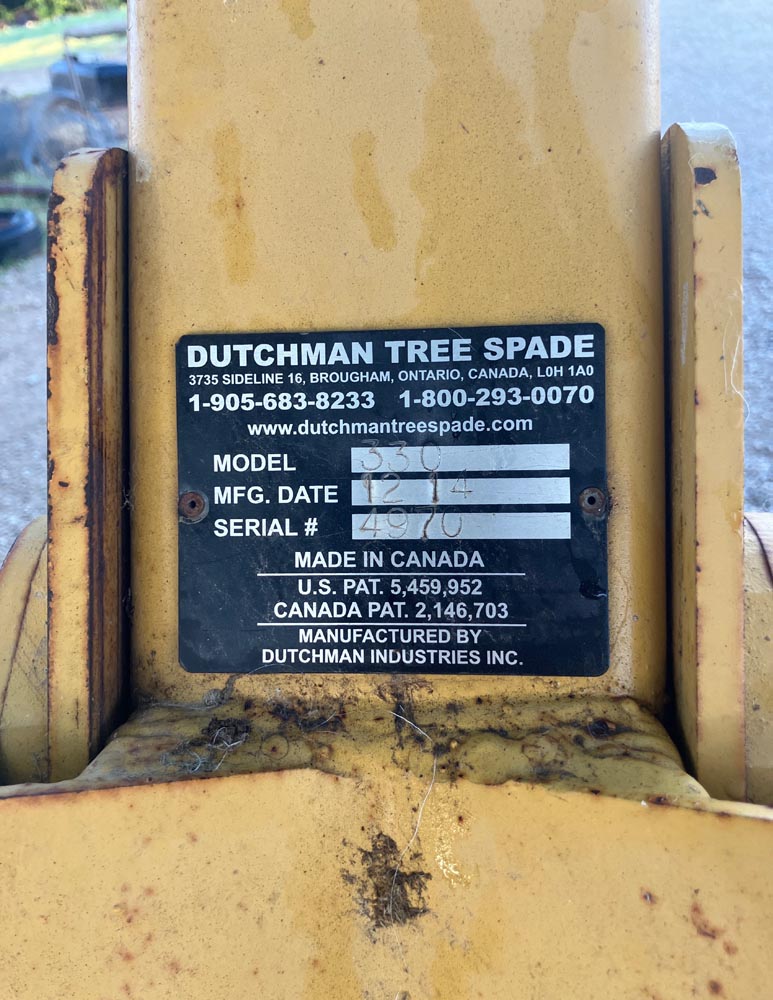 DUTCHMAN TREE SPADE
3735 SIDELINE 16, BROUGHAM, ONTARIO, CANADA, L0H 1A0
1-905-683-8233 1-800-293-0070
www.dutchmantreespade.com
MODEL 330
MFG. DATE 12 14
SERIAL # 4970
MADE IN CANADA
U.S. PAT. 5,459,952
CANADA PAT. 2,146,703
MANUFACTURED BY
DUTCHMAN INDUSTRIES INC.